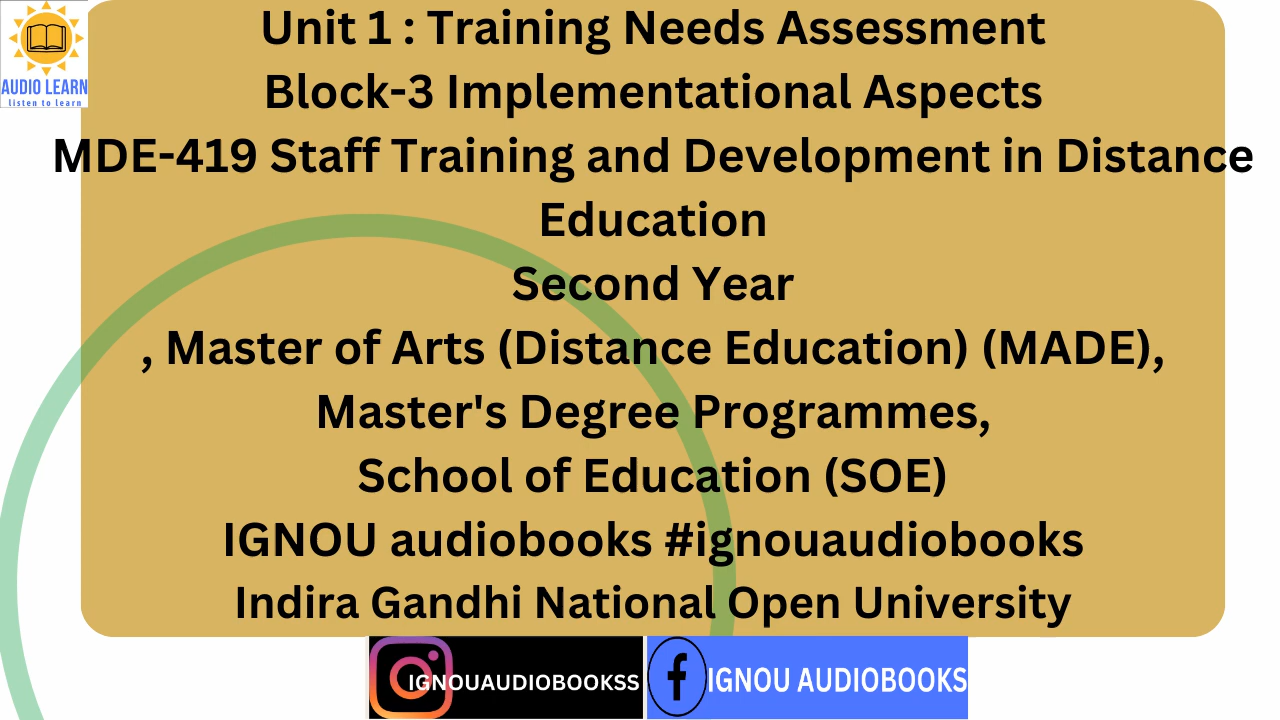 AUDIO LEARN
listen to learn
Unit 1 : Training Needs Assessment
Block-3 Implementational Aspects
MDE-419 Staff Training and Development in Distance
Education
Second Year
, Master of Arts (Distance Education) (MADE),
Master's Degree Programmes,
School of Education (SOE)
IGNOU audiobooks #ignouaudiobooks
Indira Gandhi National Open University
IGNOUAUDIOBOOKSS
IGNOU AUDIOBOOKS